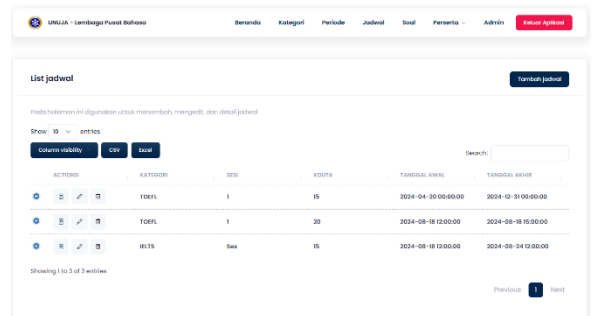 UNUJA - Lembaga Pusat Bahasa Beranda Kategori Periode Jadwal Soal Perserta Admin Keluar Aplikasi
List jadwal Tambah jadwal
Pada halaman ini digunakan untuk menambah, mengedit, dan detail jadwal
Show 10 entries
Column visibility CSV Excel Search:
ACTIONS KATEGORI SESI KOUTA TANGGAL AWAL TANGGAL AKHIR
TOEFL 1 15 2024-04-20 00:00:00 2024-12-31 00:00:00
TOEFL 1 20 2024-08-18 12:00:00 2024-08-18 15:00:00
IELTS Ses 15 2024-08-18 12:00:00 2024-08-24 12:00:00
Showing 1 to 3 of 3 entries
Previous 1 Next